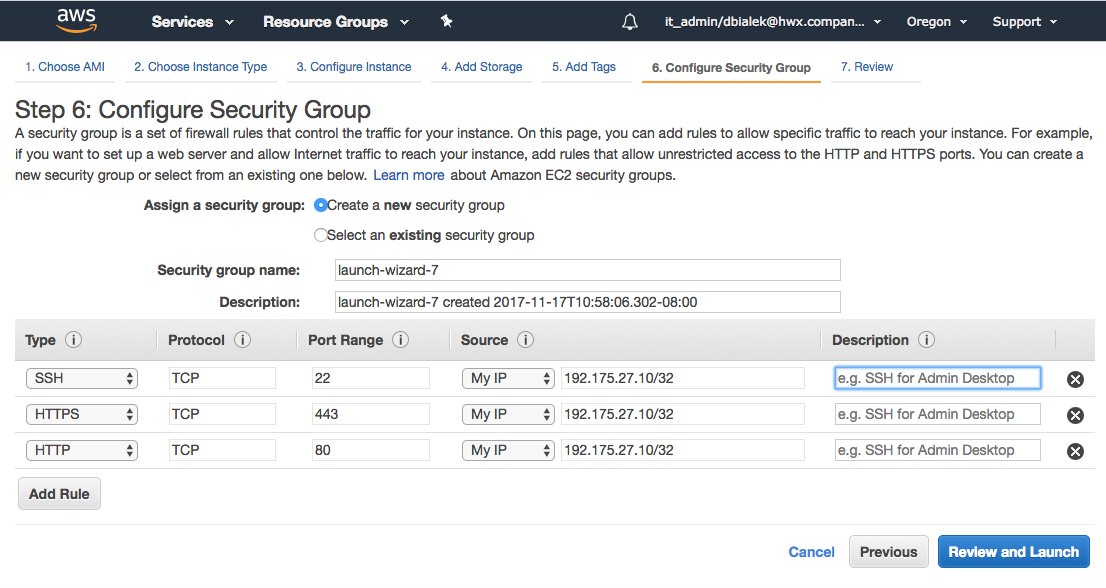 aws Services Resource Groups it_admin/dbialek@hwx.compan... Oregon Support
1. Choose AMI 2. Choose Instance Type 3. Configure Instance 4. Add Storage 5. Add Tags 6. Configure Security Group 7. Review
Step 6: Configure Security Group
A security group is a set of firewall rules that control the traffic for your instance. On this page, you can add rules to allow specific traffic to reach your instance. For example,
if you want to set up a web server and allow Internet traffic to reach your instance, add rules that allow unrestricted access to the HTTP and HTTPS ports. You can create a
new security group or select from an existing one below. Learn more about Amazon EC2 security groups.
Assign a security group: Create a new security group
Select an existing security group
Security group name: launch-wizard-7
Description: launch-wizard-7 created 2017-11-17T10:58:06.302-08:00
Type i Protocol i Port Range i Source i Description i
SSH TCP 22 My IP 192.175.27.10/32 e.g. SSH for Admin Desktop
HTTPS TCP 443 My IP 192.175.27.10/32 e.g. SSH for Admin Desktop
HTTP TCP 80 My IP 192.175.27.10/32 e.g. SSH for Admin Desktop
Add Rule
Cancel Previous Review and Launch